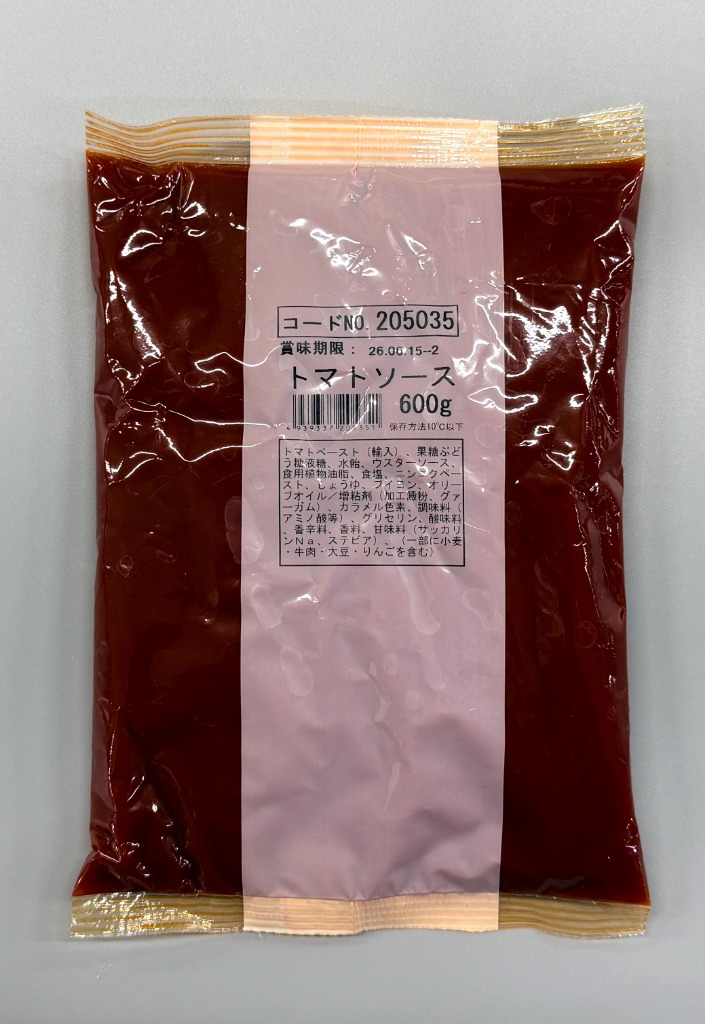 コードNO. 205035
賞味期限： 26.06.15--2
トマトソース
600g
保存方法10℃以下
トマトペースト（輸入）、果糖ぶど
う糖液糖、水飴、ウスターソース、
食用植物油脂、食塩、ニンニクペー
スト、しょうゆ、ブイヨン、オリー
ブオイル／増粘剤（加工澱粉、グァ
ーガム）、カラメル色素、調味料（
アミノ酸等）、グリセリン、酸味料
、香辛料、香料、甘味料（サッカリ
ンＮａ、ステビア）、（一部に小麦
・牛肉・大豆・りんごを含む）